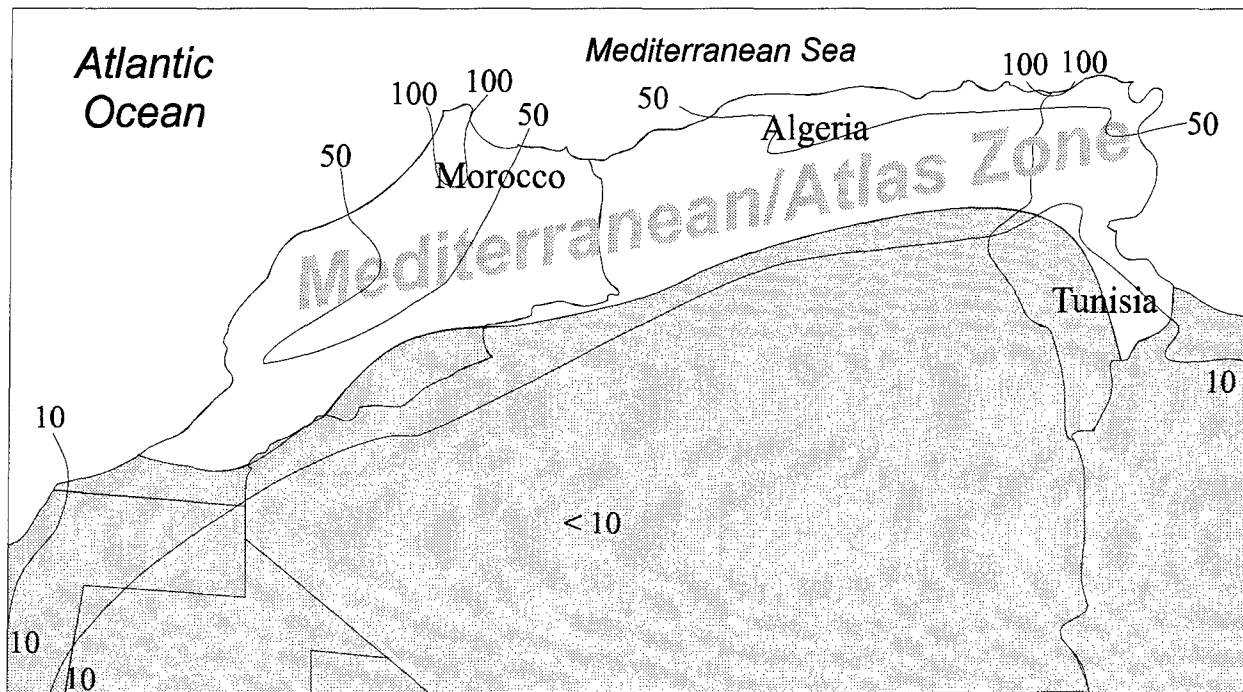 Atlantic
Ocean
Mediterranean Sea
100
100
100 100
50
50
50
50
Algeria
Morocco
Mediterranean/Atlas Zone
Tunisia
10
10
< 10
10
10